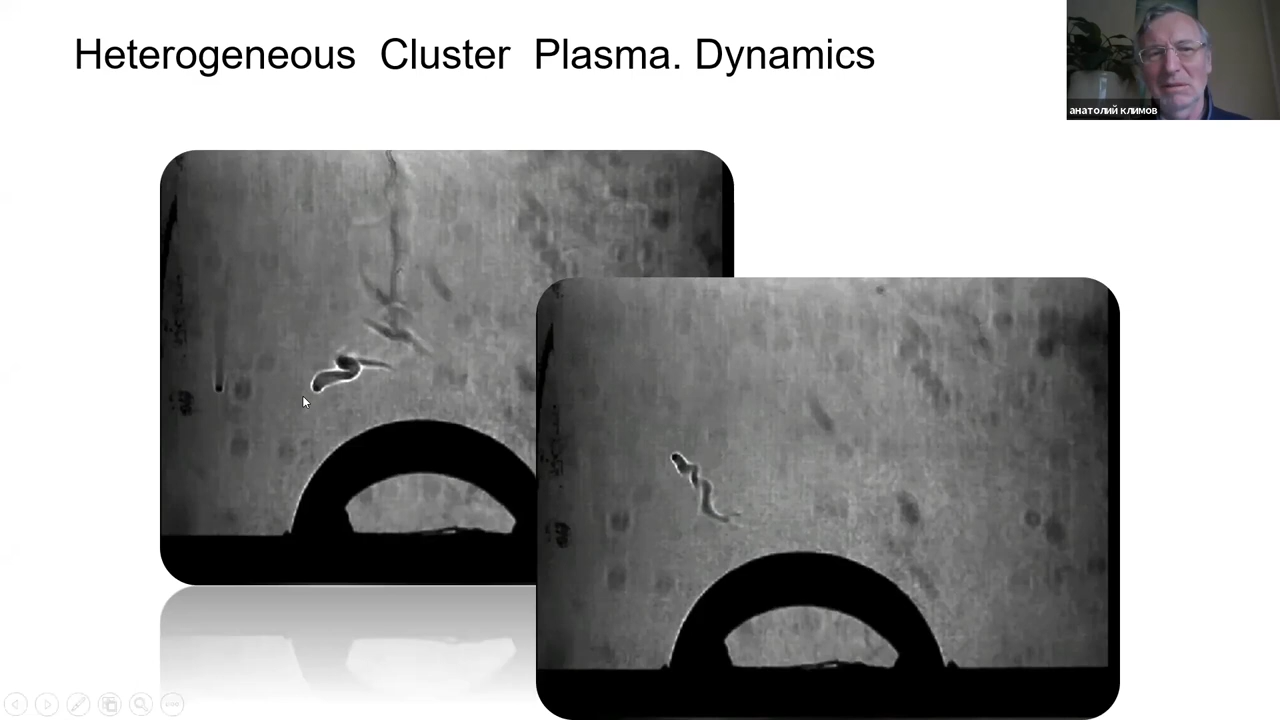 Heterogeneous Cluster Plasma. Dynamics
анатолий климов